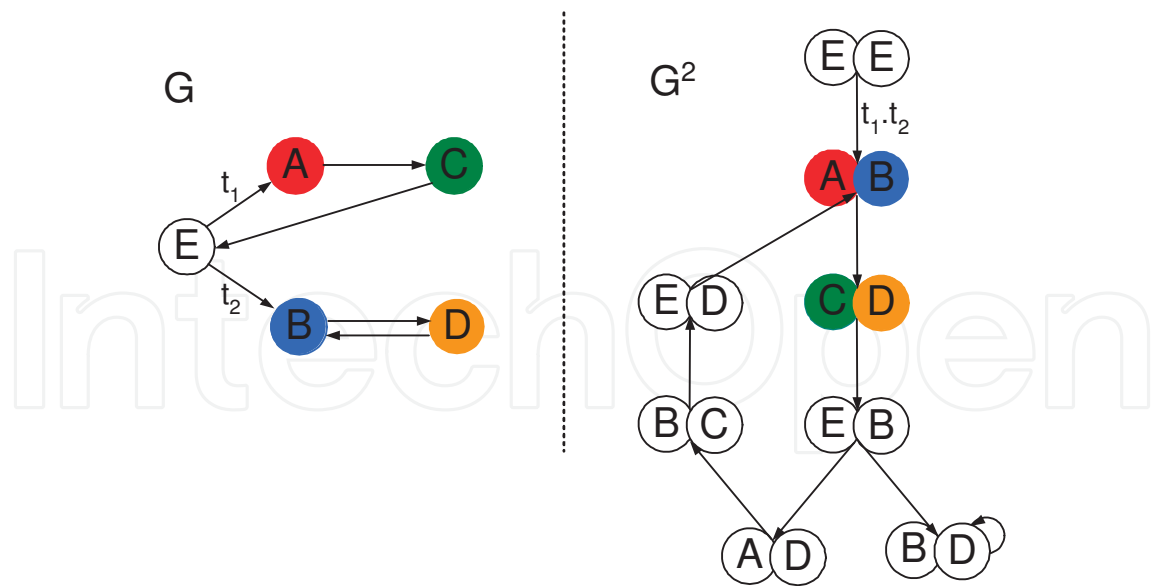 G
A
C
t1
E
t2
B
D
G²
E E
t1.t2
A B
C D
E D
B C
E B
A D
B D
IntechOpen